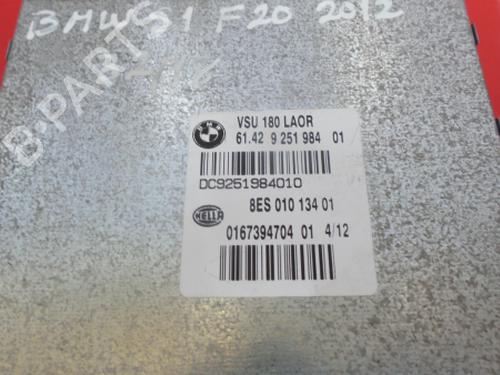 BMW S1 F20 2012
B-PARTS
BMW
VSU 180 LAOR
61.42 9 251 984 01
DC9251984010
8ES 010 134 01
HELLA
0167394704 01 4/12